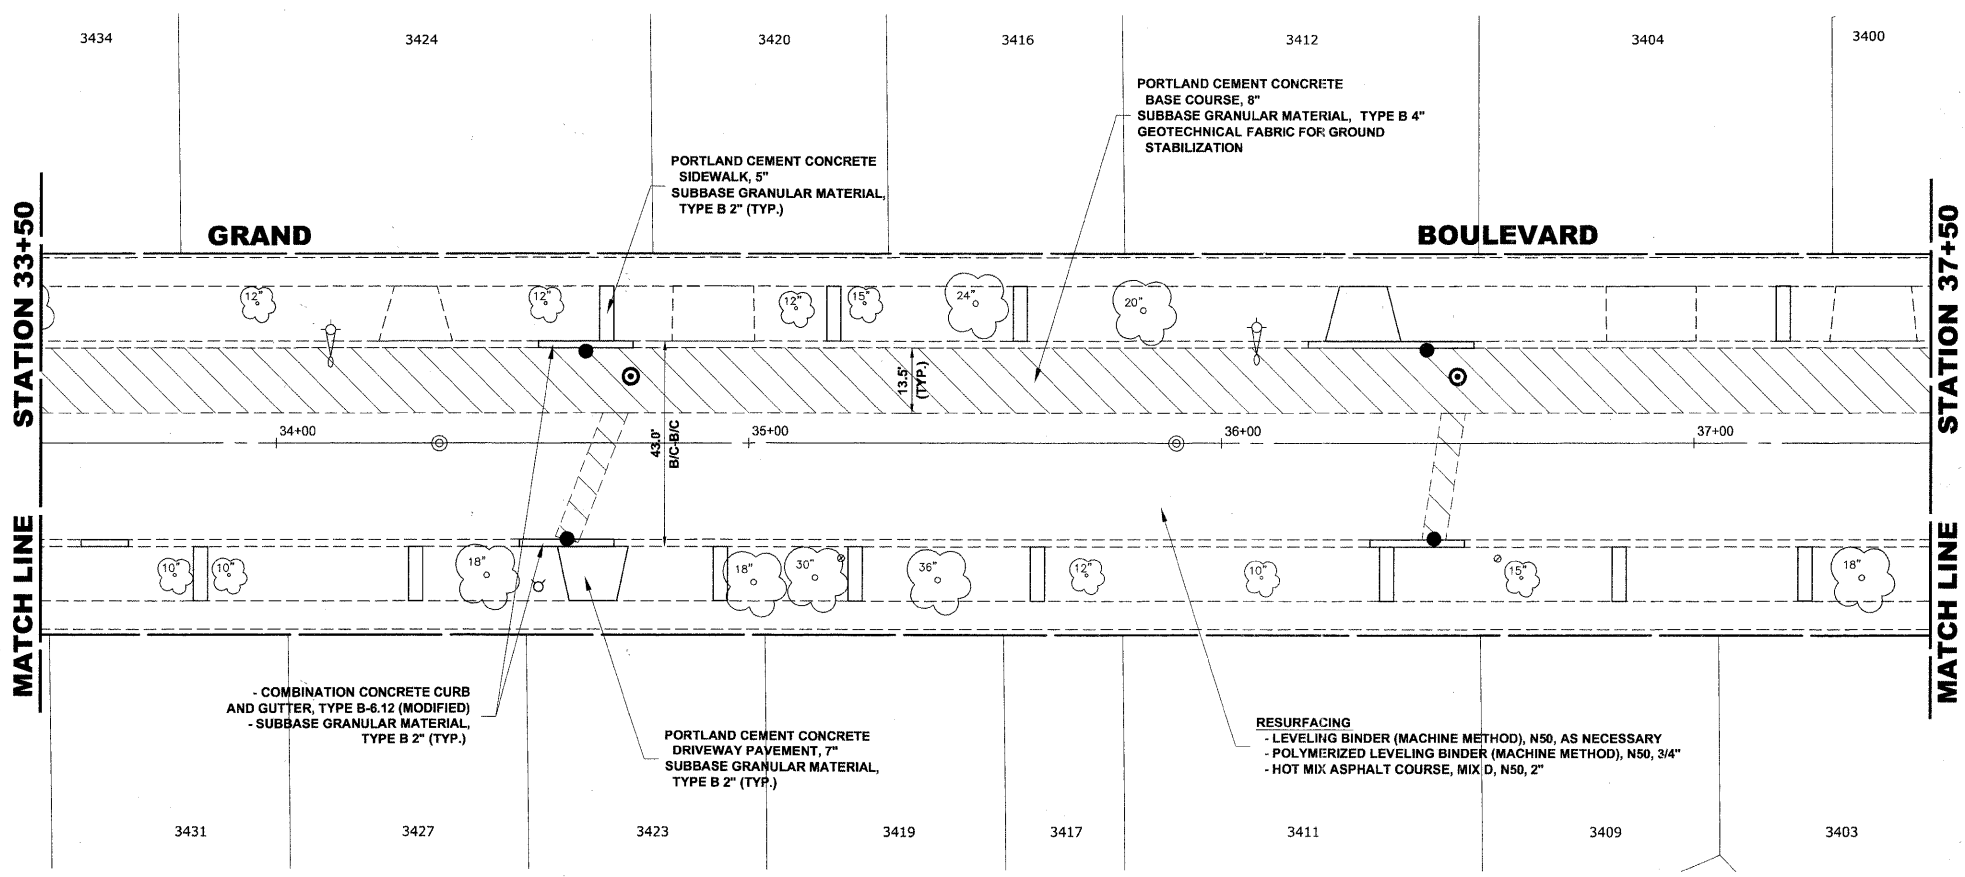 3434
3424
3420
3416
3412
3404
3400
PORTLAND CEMENT CONCRETE
BASE COURSE, 8"
SUBBASE GRANULAR MATERIAL, TYPE B 4"
GEOTECHNICAL FABRIC FOR GROUND
STABILIZATION
PORTLAND CEMENT CONCRETE
SIDEWALK, 5"
SUBBASE GRANULAR MATERIAL,
TYPE B 2" (TYP.)
GRAND
BOULEVARD
MATCH LINE STATION 33+50
MATCH LINE STATION 37+50
12"
12"
12"
15"
24"
20"
13.5'
(TYP.)
34+00
35+00
36+00
37+00
43.0'
B/C-B/C
10"
10"
18"
18"
30"
36"
12"
10"
15"
18"
- COMBINATION CONCRETE CURB
AND GUTTER, TYPE B-6.12 (MODIFIED)
- SUBBASE GRANULAR MATERIAL,
TYPE B 2" (TYP.)
PORTLAND CEMENT CONCRETE
DRIVEWAY PAVEMENT, 7"
SUBBASE GRANULAR MATERIAL,
TYPE B 2" (TYP.)
RESURFACING
- LEVELING BINDER (MACHINE METHOD), N50, AS NECESSARY
- POLYMERIZED LEVELING BINDER (MACHINE METHOD), N50, 3/4"
- HOT MIX ASPHALT COURSE, MIX D, N50, 2"
3431
3427
3423
3419
3417
3411
3409
3403